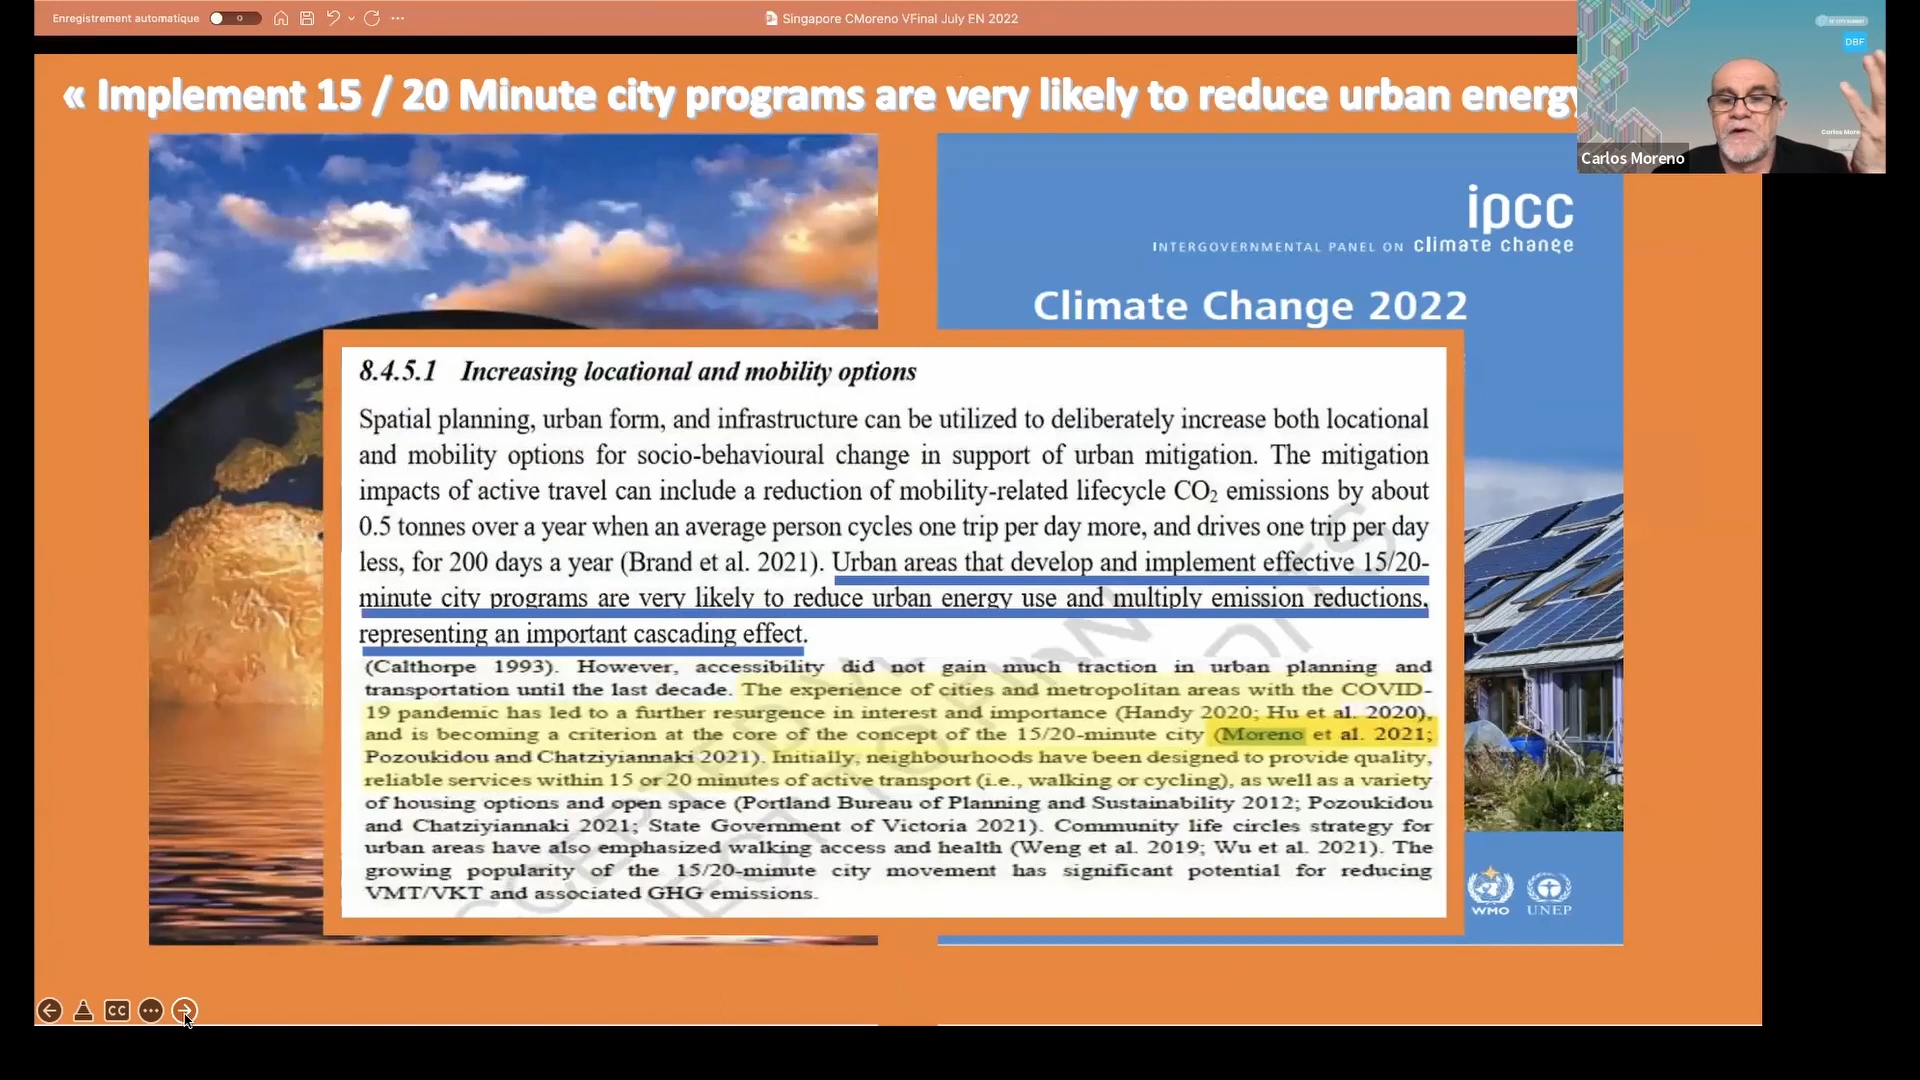 Enregistrement automatique
Singapore CMoreno VFinal July EN 2022
DBF
Carlos Moreno
« Implement 15 / 20 Minute city programs are very likely to reduce urban energy
ipcc
INTERGOVERNMENTAL PANEL ON climate change
Climate Change 2022
8.4.5.1 Increasing locational and mobility options
Spatial planning, urban form, and infrastructure can be utilized to deliberately increase both locational
and mobility options for socio-behavioural change in support of urban mitigation. The mitigation
impacts of active travel can include a reduction of mobility-related lifecycle CO₂ emissions by about
0.5 tonnes over a year when an average person cycles one trip per day more, and drives one trip per day
less, for 200 days a year (Brand et al. 2021). Urban areas that develop and implement effective 15/20-
minute city programs are very likely to reduce urban energy use and multiply emission reductions,
representing an important cascading effect.
(Calthorpe 1993). However, accessibility did not gain much traction in urban planning and
transportation until the last decade. The experience of cities and metropolitan areas with the COVID-
19 pandemic has led to a further resurgence in interest and importance (Handy 2020; Hu et al. 2020),
and is becoming a criterion at the core of the concept of the 15/20-minute city (Moreno et al. 2021;
Pozoukidou and Chatziyiannaki 2021). Initially, neighbourhoods have been designed to provide quality,
reliable services within 15 or 20 minutes of active transport (i.e., walking or cycling), as well as a variety
of housing options and open space (Portland Bureau of Planning and Sustainability 2012; Pozoukidou
and Chatziyiannaki 2021; State Government of Victoria 2021). Community life circles strategy for
urban areas have also emphasized walking access and health (Weng et al. 2019; Wu et al. 2021). The
growing popularity of the 15/20-minute city movement has significant potential for reducing
VMT/VKT and associated GHG emissions.
WMO UNEP
CC